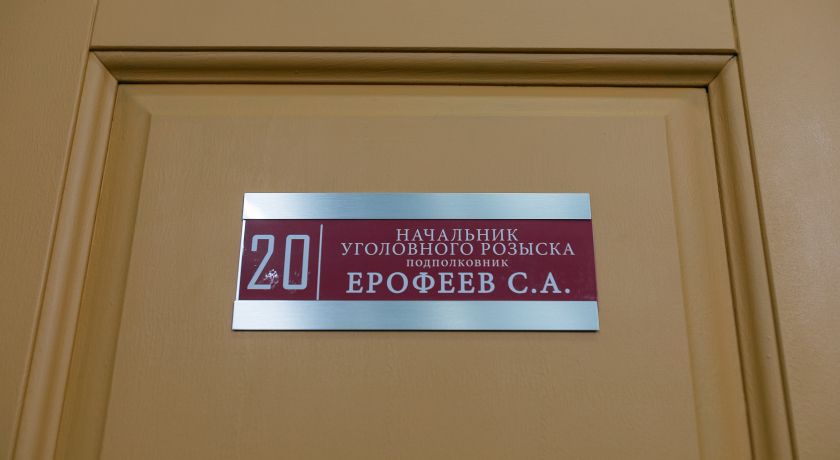 20
НАЧАЛЬНИК
УГОЛОВНОГО РОЗЫСКА
ПОДПОЛКОВНИК
ЕРОФЕЕВ С.А.